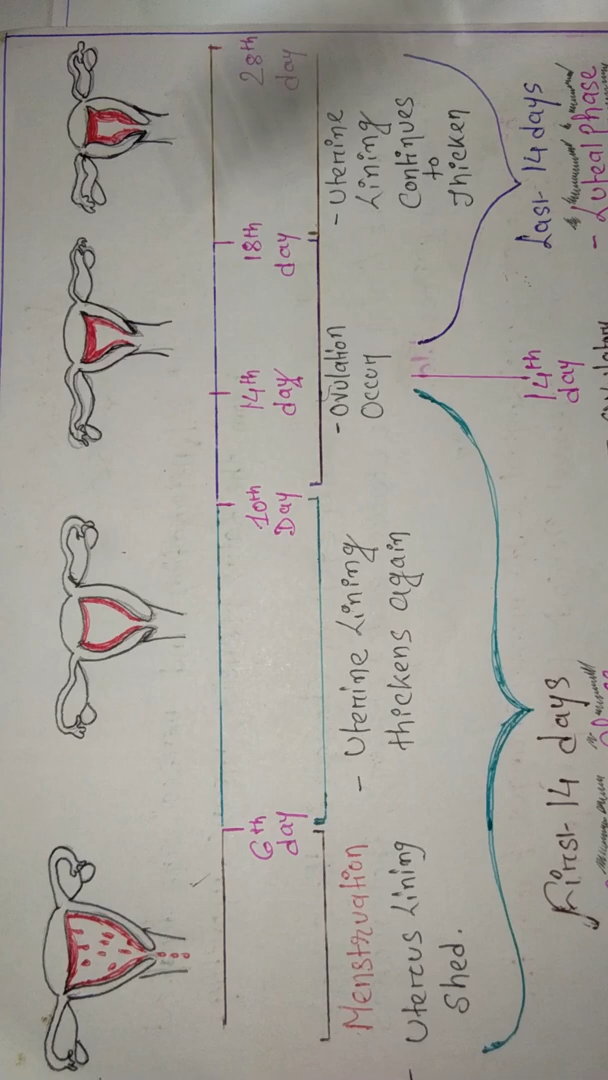 6th
day
10th
Day
14th
day
18th
day
28th
day
Menstruation
- Uterus Lining
Shed.
- Uterine Lining
thickens again
- Ovulation
Occur
- Uterine
Lining
Continues
to
Thicken
First 14 days
14th
day
Last 14 days
- Luteal phase